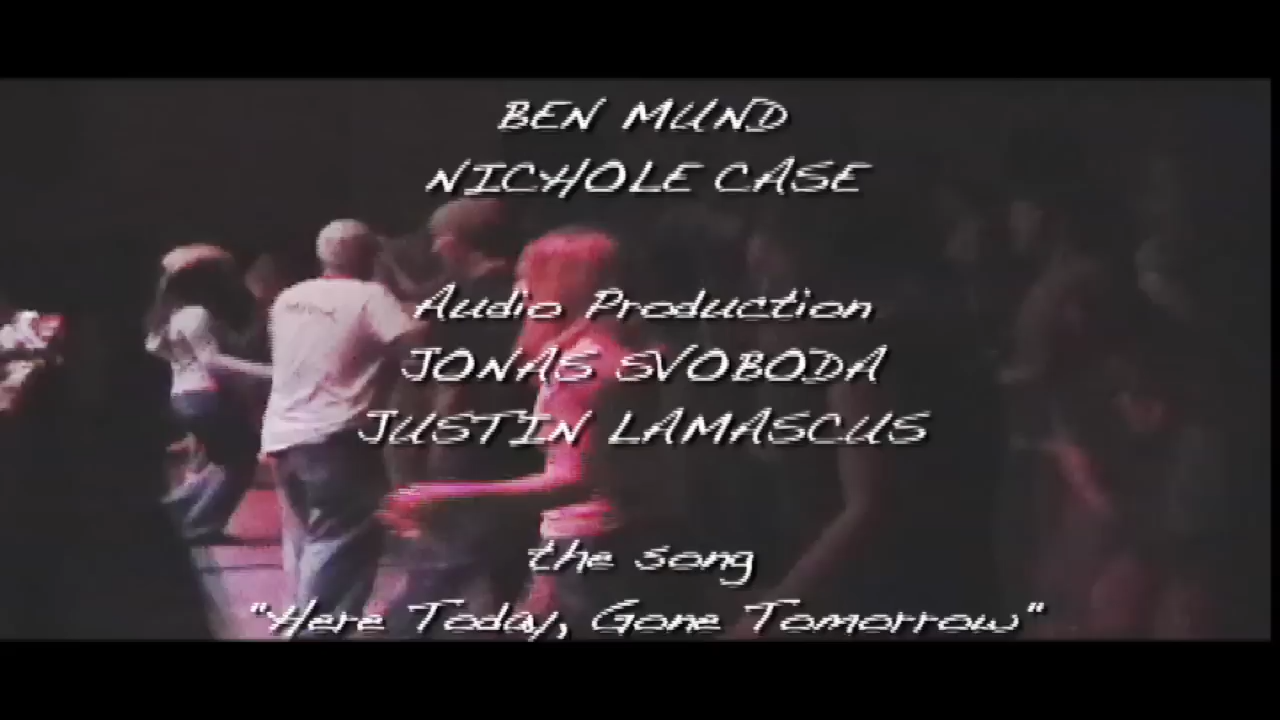 BEN MUND
NICHOLE CASE
Audio Production
JONAS SVOBODA
JUSTIN LAMASCUS
the song
"Here Today, Gone Tomorrow"